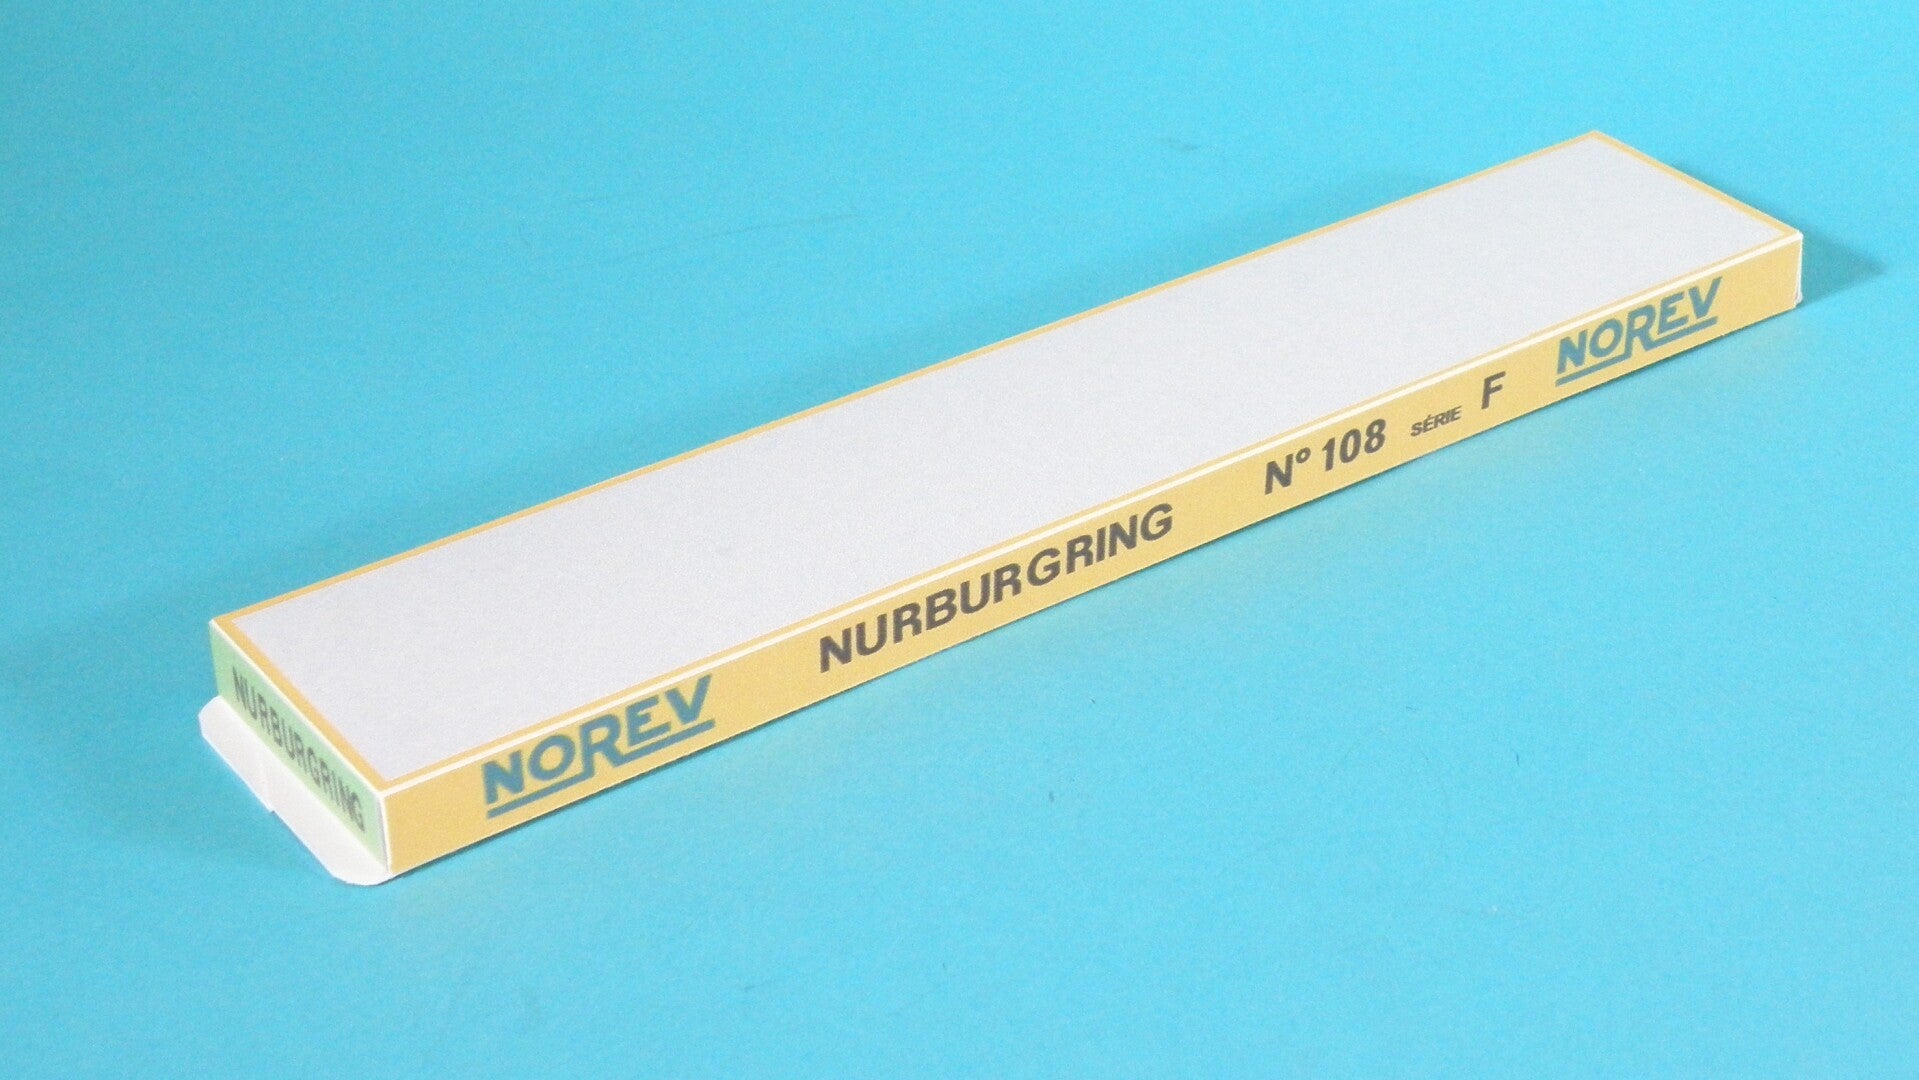 NURBURGRING
NOREV NURBURGRING N° 108 SÉRIE F NOREV